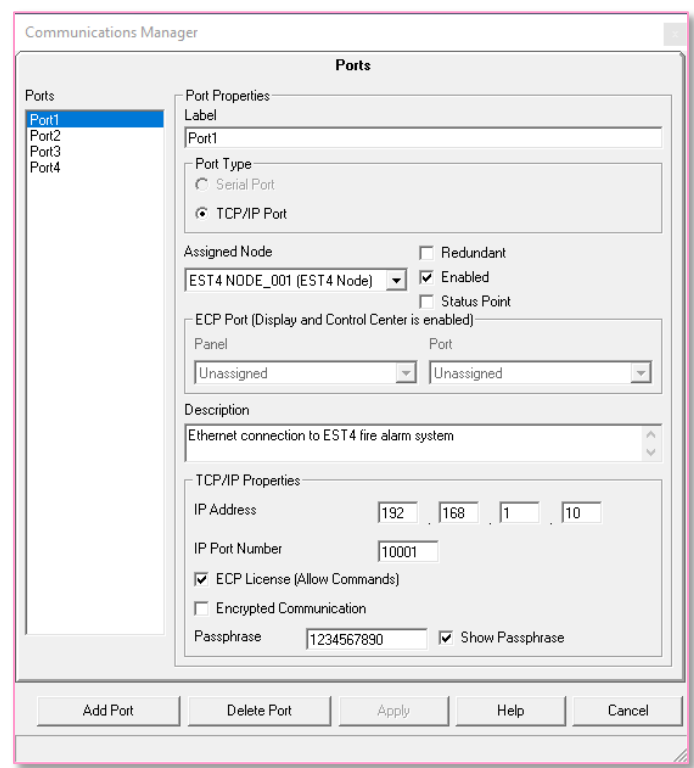 Communications Manager
Ports
Ports
Port1
Port2
Port3
Port4
Port Properties
Label
Port1
Port Type
Serial Port
TCP/IP Port
Assigned Node
EST4 NODE_001 (EST4 Node)
Redundant
Enabled
Status Point
ECP Port (Display and Control Center is enabled)
Panel Port
Unassigned Unassigned
Description
Ethernet connection to EST4 fire alarm system
TCP/IP Properties
IP Address 192 . 168 . 1 . 10
IP Port Number 10001
ECP License (Allow Commands)
Encrypted Communication
Passphrase 1234567890 Show Passphrase
Add Port Delete Port Apply Help Cancel